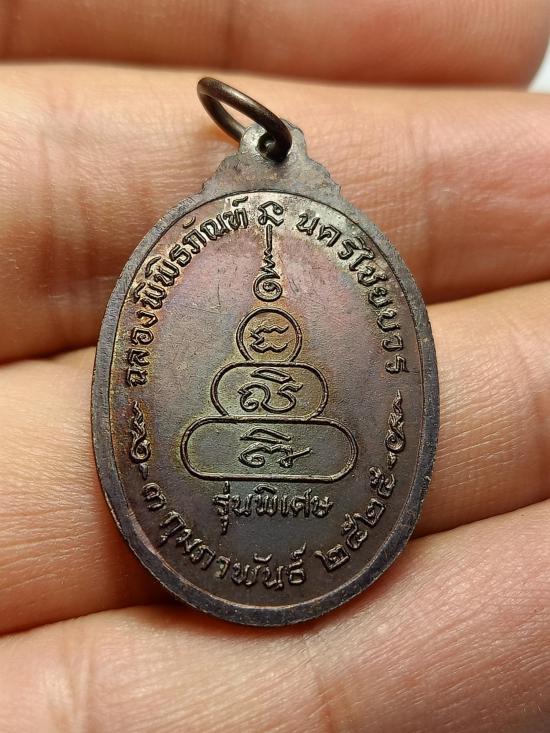 ฉลองพิพิธภัณฑ์ นครไชยบวร
รุ่นพิเศษ
๓ กุมภาพันธ์ ๒๕๒๕